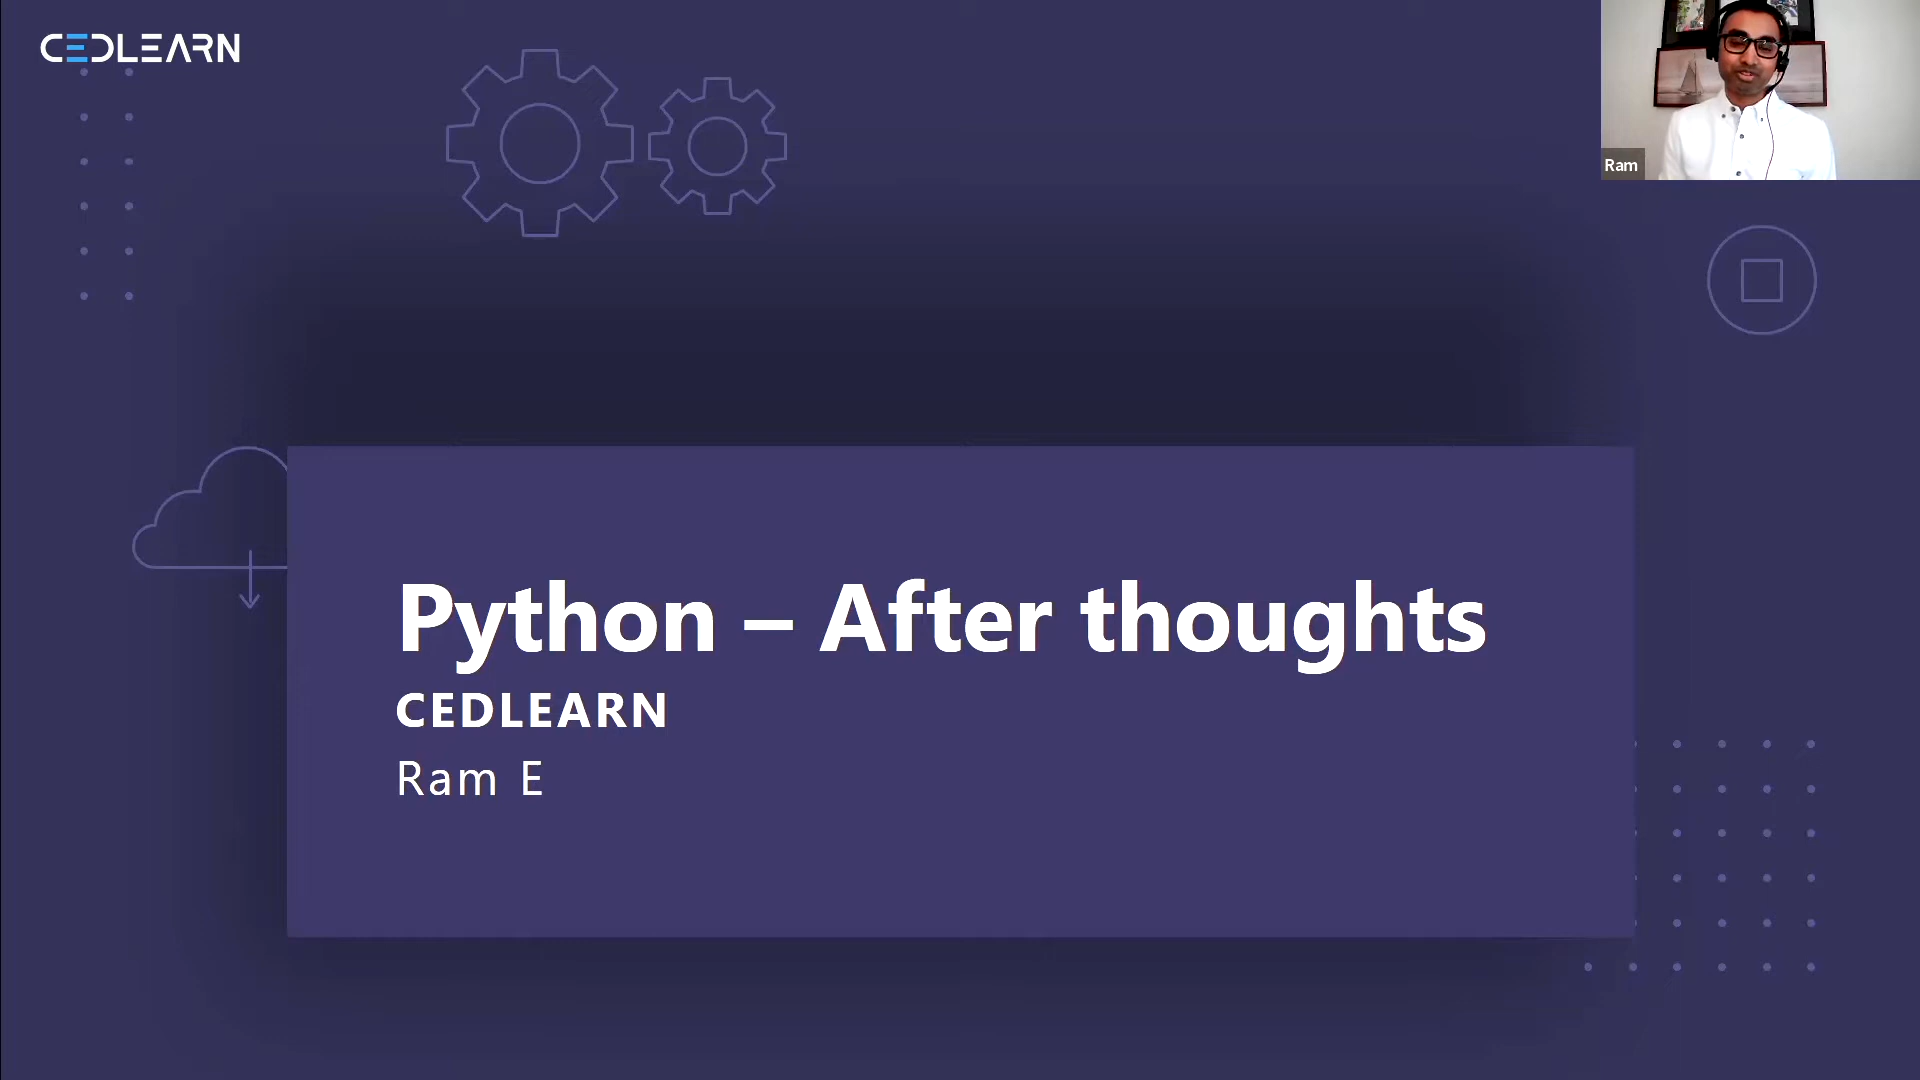 CEDLEARN
Ram
Python – After thoughts
CEDLEARN
Ram E